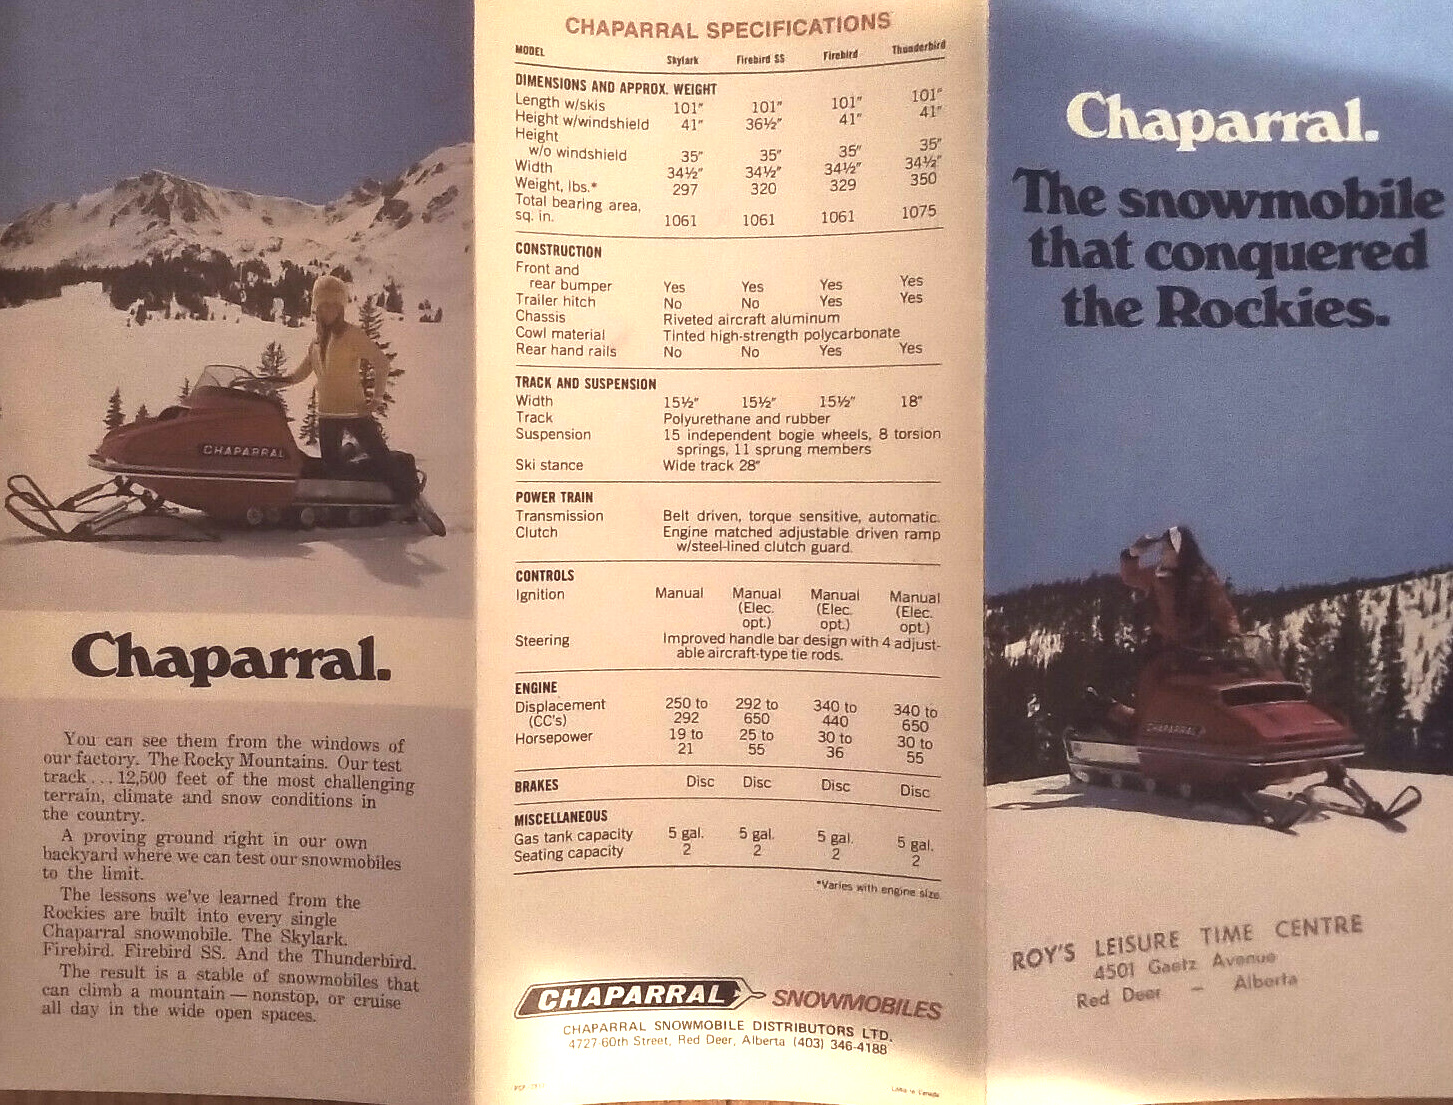 CHAPARRAL
Chaparral.
You can see them from the windows of
our factory. The Rocky Mountains. Our test
track . . . 12,500 feet of the most challenging
terrain, climate and snow conditions in
the country.
A proving ground right in our own
backyard where we can test our snowmobiles
to the limit.
The lessons we've learned from the
Rockies are built into every single
Chaparral snowmobile. The Skylark.
Firebird. Firebird SS. And the Thunderbird.
The result is a stable of snowmobiles that
can climb a mountain — nonstop, or cruise
all day in the wide open spaces.
CHAPARRAL SPECIFICATIONS
MODEL Skylark Firebird SS Firebird Thunderbird
DIMENSIONS AND APPROX. WEIGHT
Length w/skis 101" 101" 101" 101"
Height w/windshield 41" 36½" 41" 41"
Height
w/o windshield 35" 35" 35" 35"
Width 34½" 34½" 34½" 34½"
Weight, lbs.* 297 320 329 350
Total bearing area,
sq. in. 1061 1061 1061 1075
CONSTRUCTION
Front and
rear bumper Yes Yes Yes Yes
Trailer hitch No No Yes Yes
Chassis Riveted aircraft aluminum
Cowl material Tinted high-strength polycarbonate
Rear hand rails No No Yes Yes
TRACK AND SUSPENSION
Width 15½" 15½" 15½" 18"
Track Polyurethane and rubber
Suspension 15 independent bogie wheels, 8 torsion
springs, 11 sprung members
Ski stance Wide track 28"
POWER TRAIN
Transmission Belt driven, torque sensitive, automatic.
Clutch Engine matched adjustable driven ramp
w/steel-lined clutch guard.
CONTROLS
Ignition Manual Manual Manual Manual
(Elec. (Elec. (Elec.
opt.) opt.) opt.)
Steering Improved handle bar design with 4 adjust-
able aircraft-type tie rods.
ENGINE
Displacement 250 to 292 to 340 to 340 to
(CC's) 292 650 440 650
Horsepower 19 to 25 to 30 to 30 to
21 55 36 55
BRAKES Disc Disc Disc Disc
MISCELLANEOUS
Gas tank capacity 5 gal. 5 gal. 5 gal. 5 gal.
Seating capacity 2 2 2 2
*Varies with engine size.
CHAPARRAL SNOWMOBILES
CHAPARRAL SNOWMOBILE DISTRIBUTORS LTD.
4727-60th Street, Red Deer, Alberta (403) 346-4188
Litho in Canada
Chaparral.
The snowmobile
that conquered
the Rockies.
CHAPARRAL
ROY'S LEISURE TIME CENTRE
4501 Gaetz Avenue
Red Deer — Alberta